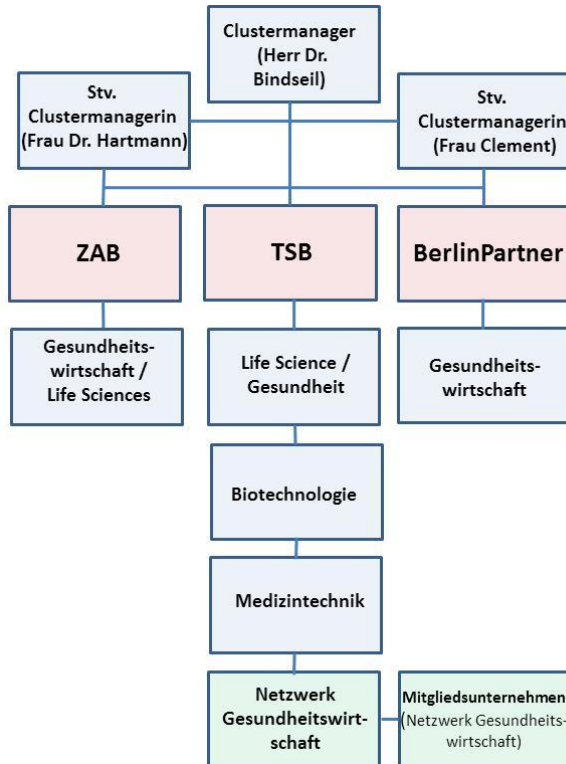 Clustermanager
(Herr Dr.
Bindseil)
Stv.
Clustermanagerin
(Frau Dr. Hartmann)
Stv.
Clustermanagerin
(Frau Clement)
ZAB
TSB
BerlinPartner
Gesundheits-
wirtschaft /
Life Sciences
Life Science /
Gesundheit
Gesundheits-
wirtschaft
Biotechnologie
Medizintechnik
Netzwerk
Gesundheitswirt-
schaft
Mitgliedsunternehmen
(Netzwerk Gesundheits-
wirtschaft)